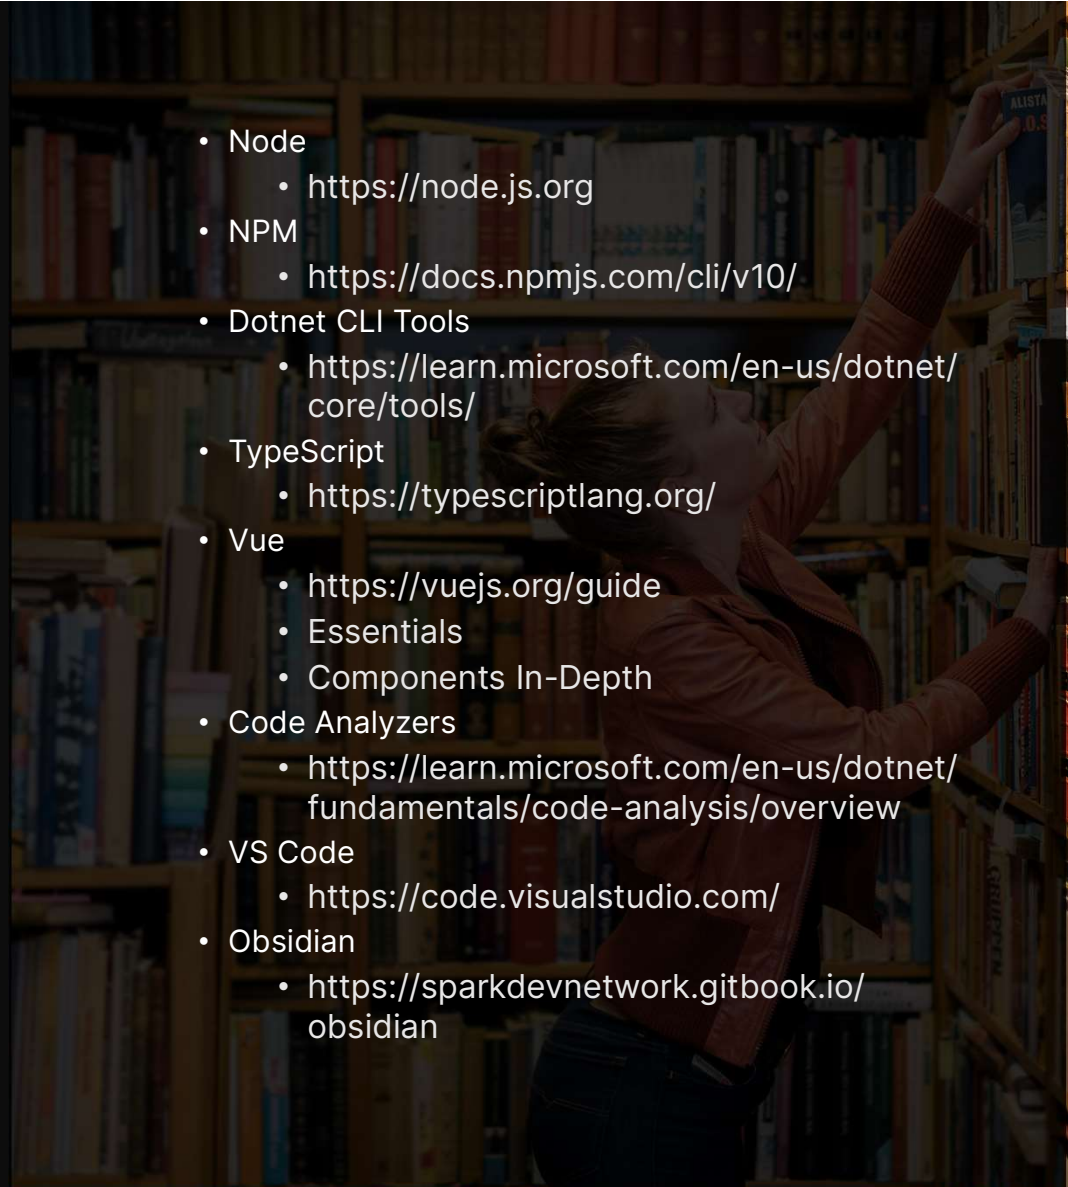 • Node
• https://node.js.org
• NPM
• https://docs.npmjs.com/cli/v10/
• Dotnet CLI Tools
• https://learn.microsoft.com/en-us/dotnet/
core/tools/
• TypeScript
• https://typescriptlang.org/
• Vue
• https://vuejs.org/guide
• Essentials
• Components In-Depth
• Code Analyzers
• https://learn.microsoft.com/en-us/dotnet/
fundamentals/code-analysis/overview
• VS Code
• https://code.visualstudio.com/
• Obsidian
• https://sparkdevnetwork.gitbook.io/
obsidian
ALISTA